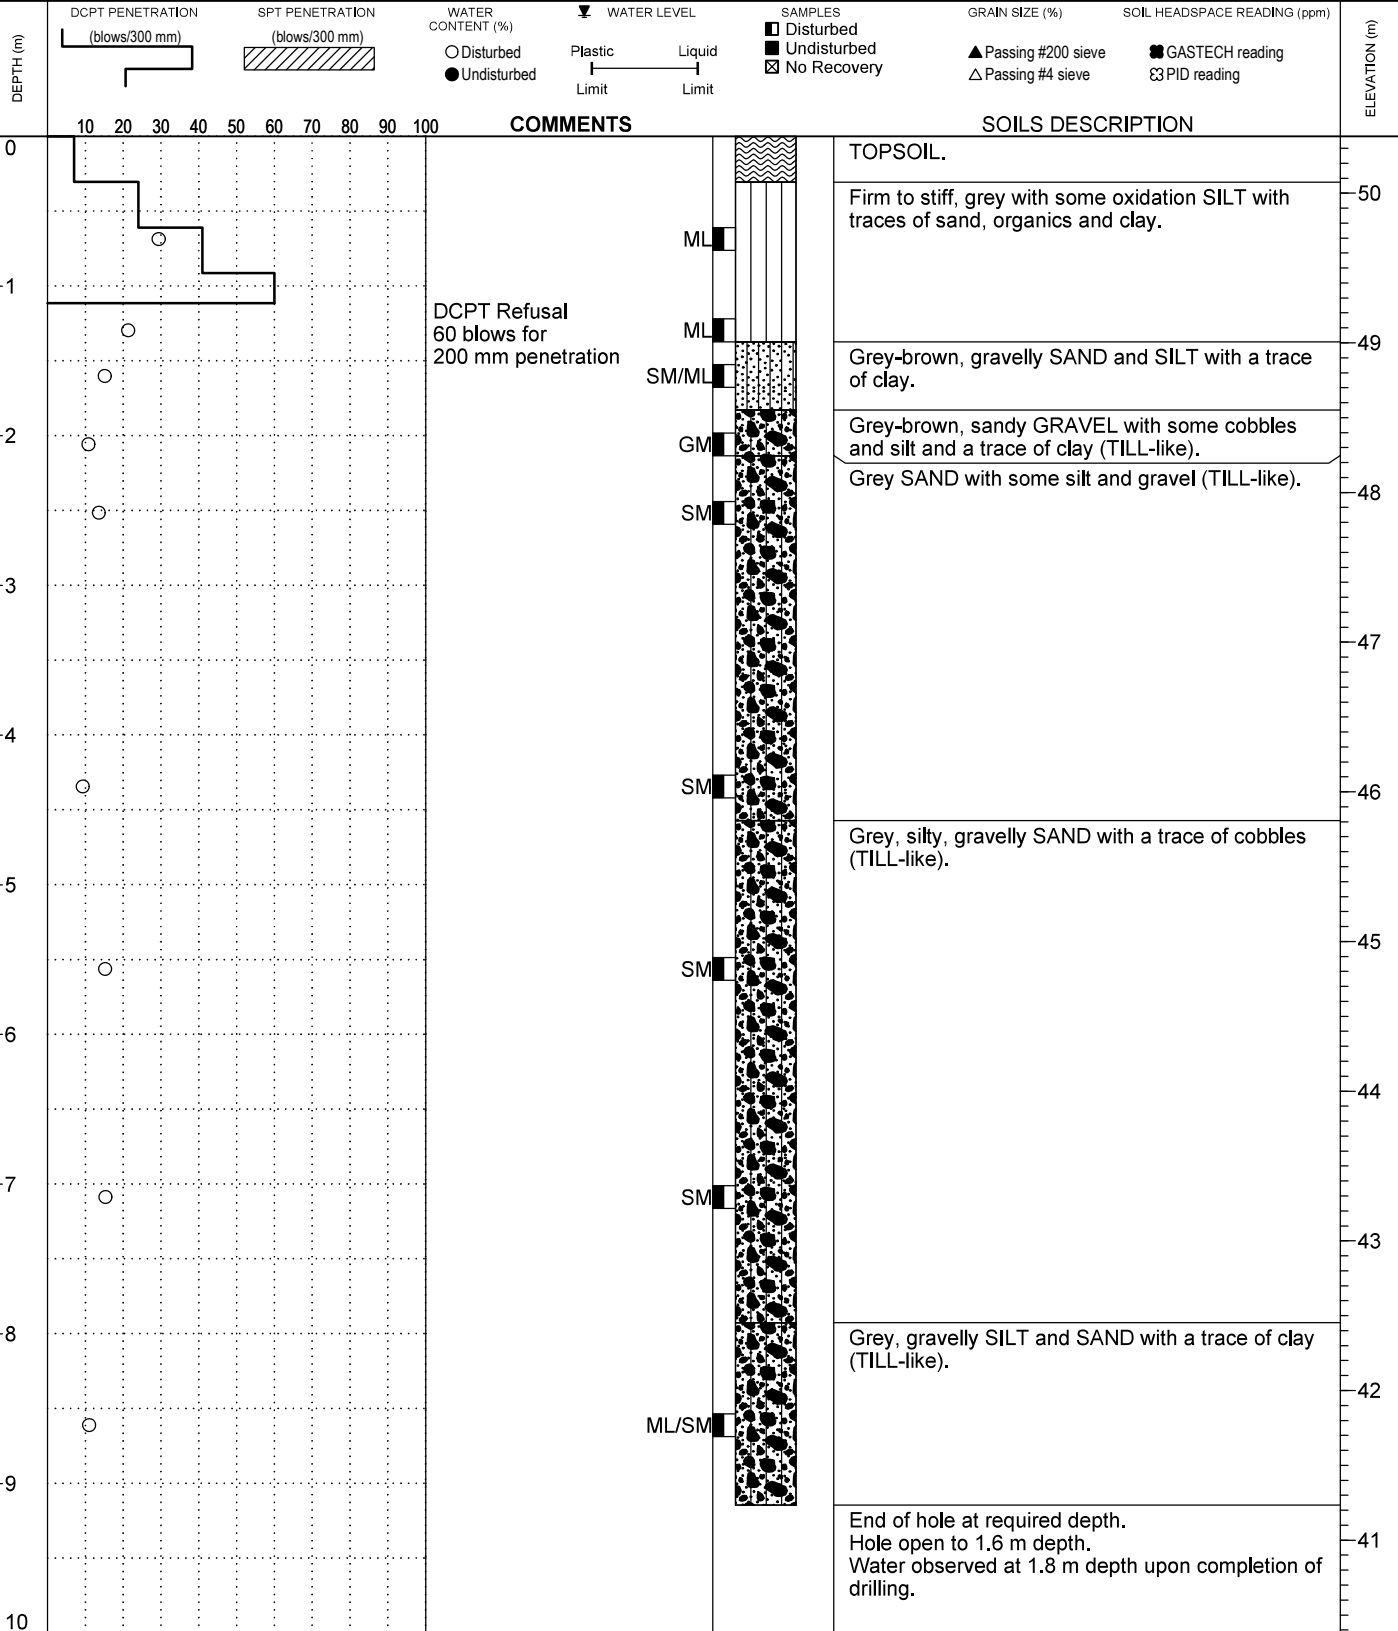 DCPT PENETRATION
(blows/300 mm)
SPT PENETRATION
(blows/300 mm)
WATER
CONTENT (%)
Disturbed
Undisturbed
WATER LEVEL
Plastic Liquid
Limit Limit
SAMPLES
Disturbed
Undisturbed
No Recovery
GRAIN SIZE (%)
Passing #200 sieve
Passing #4 sieve
SOIL HEADSPACE READING (ppm)
GASTECH reading
PID reading
DEPTH (m)
ELEVATION (m)
10 20 30 40 50 60 70 80 90 100
COMMENTS
SOILS DESCRIPTION
0
TOPSOIL.
50
Firm to stiff, grey with some oxidation SILT with
traces of sand, organics and clay.
ML
1
DCPT Refusal
60 blows for
200 mm penetration
ML
49
Grey-brown, gravelly SAND and SILT with a trace
of clay.
SM/ML
2
GM
Grey-brown, sandy GRAVEL with some cobbles
and silt and a trace of clay (TILL-like).
Grey SAND with some silt and gravel (TILL-like).
48
SM
3
47
4
SM
46
Grey, silty, gravelly SAND with a trace of cobbles
(TILL-like).
5
45
SM
6
44
7
SM
43
8
Grey, gravelly SILT and SAND with a trace of clay
(TILL-like).
42
ML/SM
9
End of hole at required depth.
Hole open to 1.6 m depth.
Water observed at 1.8 m depth upon completion of
drilling.
41
10